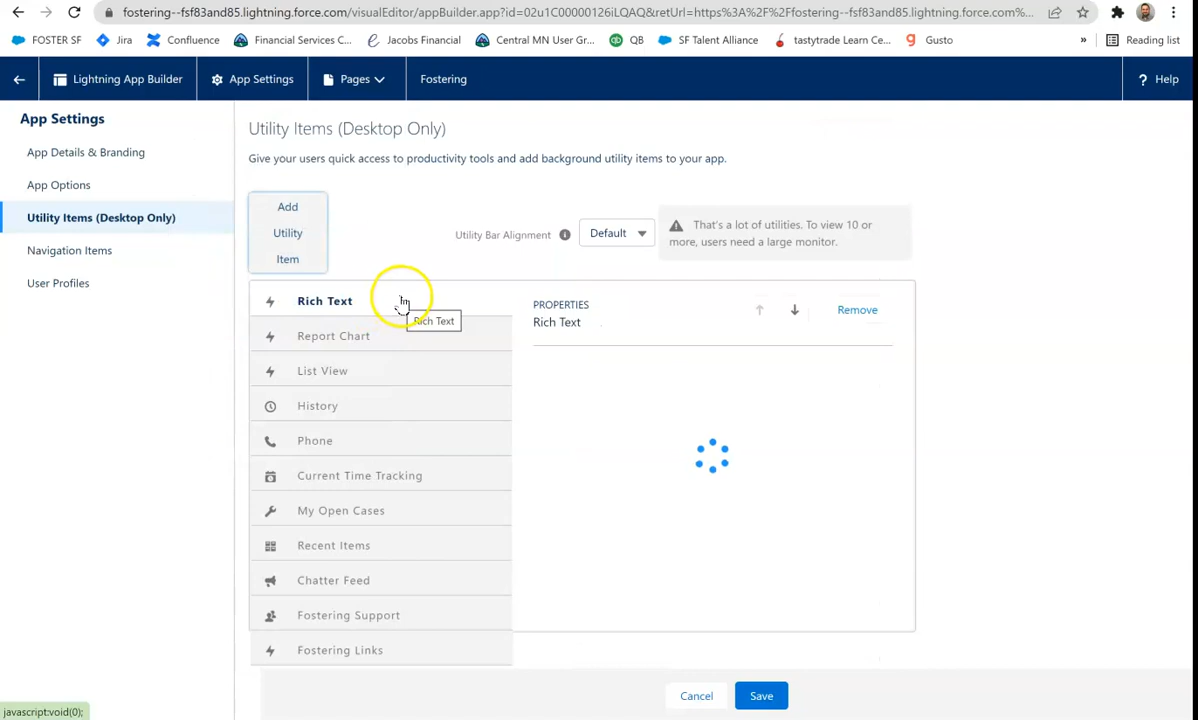 fostering--fsf83and85.lightning.force.com/visualEditor/appBuilder.app?id=02u1C00000126iLQAQ&retUrl=https%3A%2F%2Ffostering--fsf83and85.lightning.force.com%...
FOSTER SF Jira Confluence Financial Services C... Jacobs Financial Central MN User Gr... QB SF Talent Alliance tastytrade Learn Ce... Gusto » Reading list
Lightning App Builder App Settings Pages Fostering ? Help
App Settings
App Details & Branding
App Options
Utility Items (Desktop Only)
Navigation Items
User Profiles
Utility Items (Desktop Only)
Give your users quick access to productivity tools and add background utility items to your app.
Add
Utility
Item
Utility Bar Alignment
Default
That's a lot of utilities. To view 10 or
more, users need a large monitor.
Rich Text
Rich Text
Report Chart
List View
History
Phone
Current Time Tracking
My Open Cases
Recent Items
Chatter Feed
Fostering Support
Fostering Links
PROPERTIES
Rich Text
Remove
Cancel
Save
javascript:void(0);